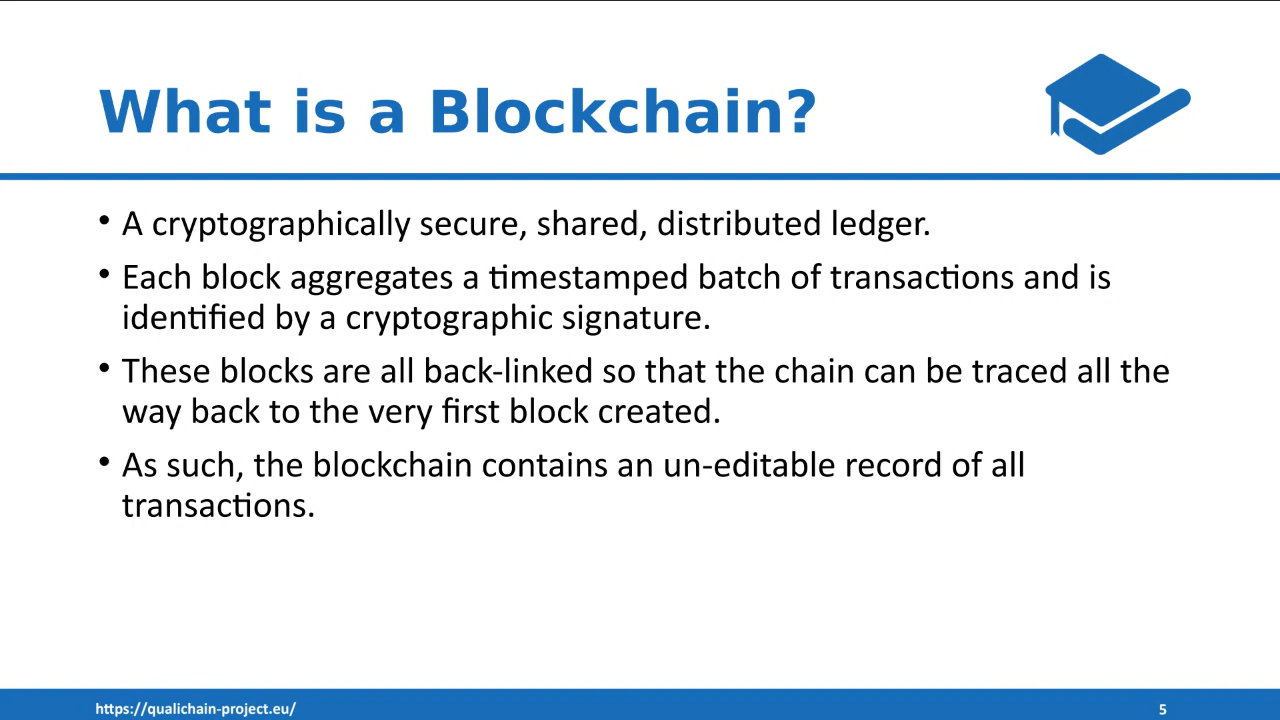 What is a Blockchain?
• A cryptographically secure, shared, distributed ledger.
• Each block aggregates a timestamped batch of transactions and is
identified by a cryptographic signature.
• These blocks are all back-linked so that the chain can be traced all the
way back to the very first block created.
• As such, the blockchain contains an un-editable record of all
transactions.
https://qualichain-project.eu/
5